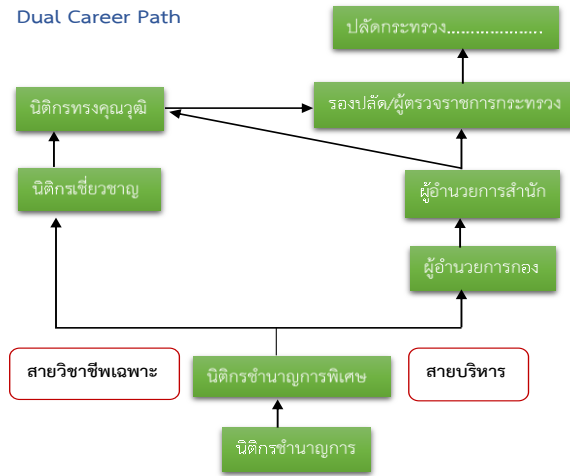 Dual Career Path
ปลัดกระทรวง...................
นิติกรทรงคุณวุฒิ
รองปลัด/ผู้ตรวจราชการกระทรวง
นิติกรเชี่ยวชาญ
ผู้อำนวยการสำนัก
ผู้อำนวยการกอง
สายวิชาชีพเฉพาะ
นิติกรชำนาญการพิเศษ
สายบริหาร
นิติกรชำนาญการ